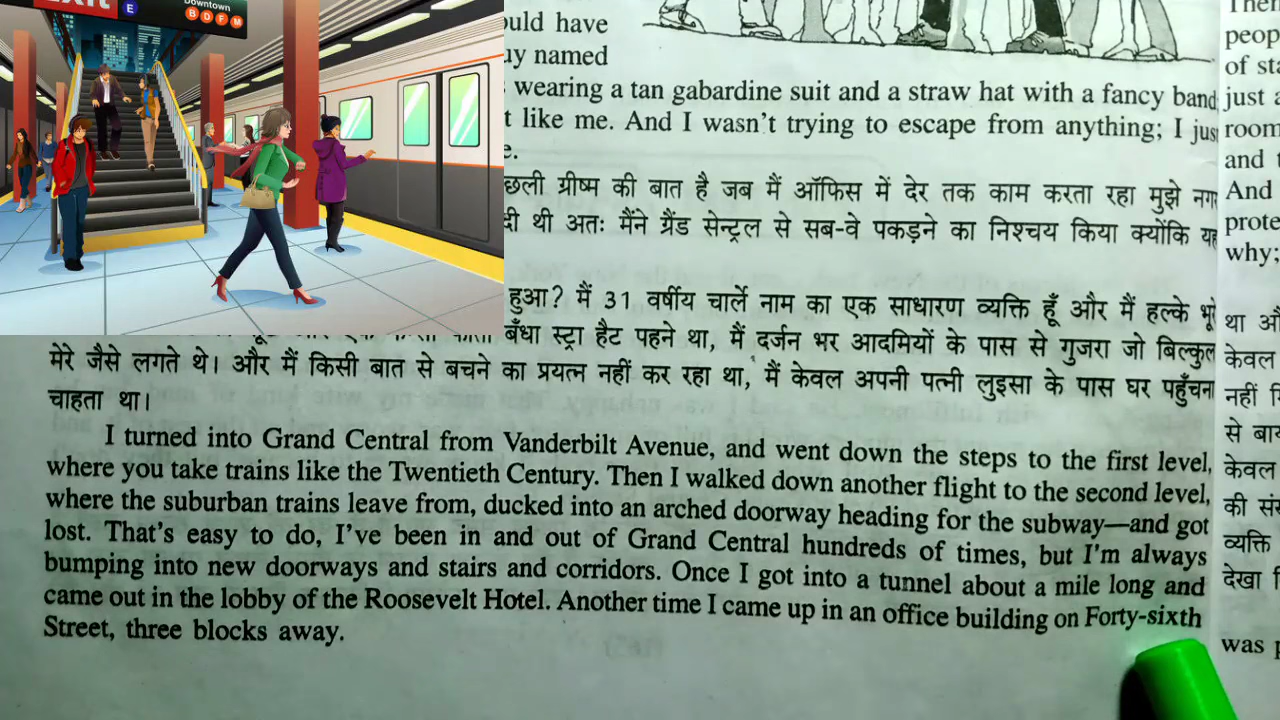 Exit
E
Downtown
B D F M
ould have
uy named
wearing a tan gabardine suit and a straw hat with a fancy band
t like me. And I wasn't trying to escape from anything; I jus
e.
छली ग्रीष्म की बात है जब मैं ऑफिस में देर तक काम करता रहा मुझे नग
दी थी अतः मैंने ग्रैंड सेन्ट्रल से सब-वे पकड़ने का निश्चय किया क्योंकि यह
हुआ? मैं 31 वर्षीय चार्ले नाम का एक साधारण व्यक्ति हूँ और मैं हल्के भूरे
बँधा स्ट्रा हैट पहने था, मैं दर्जन भर आदमियों के पास से गुजरा जो बिल्कुल
मेरे जैसे लगते थे। और मैं किसी बात से बचने का प्रयत्न नहीं कर रहा था, मैं केवल अपनी पत्नी लुइसा के पास घर पहुँचना
चाहता था।
I turned into Grand Central from Vanderbilt Avenue, and went down the steps to the first level,
where you take trains like the Twentieth Century. Then I walked down another flight to the second level,
where the suburban trains leave from, ducked into an arched doorway heading for the subway—and got
lost. That's easy to do, I've been in and out of Grand Central hundreds of times, but I'm always
bumping into new doorways and stairs and corridors. Once I got into a tunnel about a mile long and
came out in the lobby of the Roosevelt Hotel. Another time I came up in an office building on Forty-sixth
Street, three blocks away.
Then
peop
of sta
just a
room
and t
And
prote
why;
था औ
केवल
नहीं मि
से बा
केवल
की सं
व्यक्ति
देखा
was p